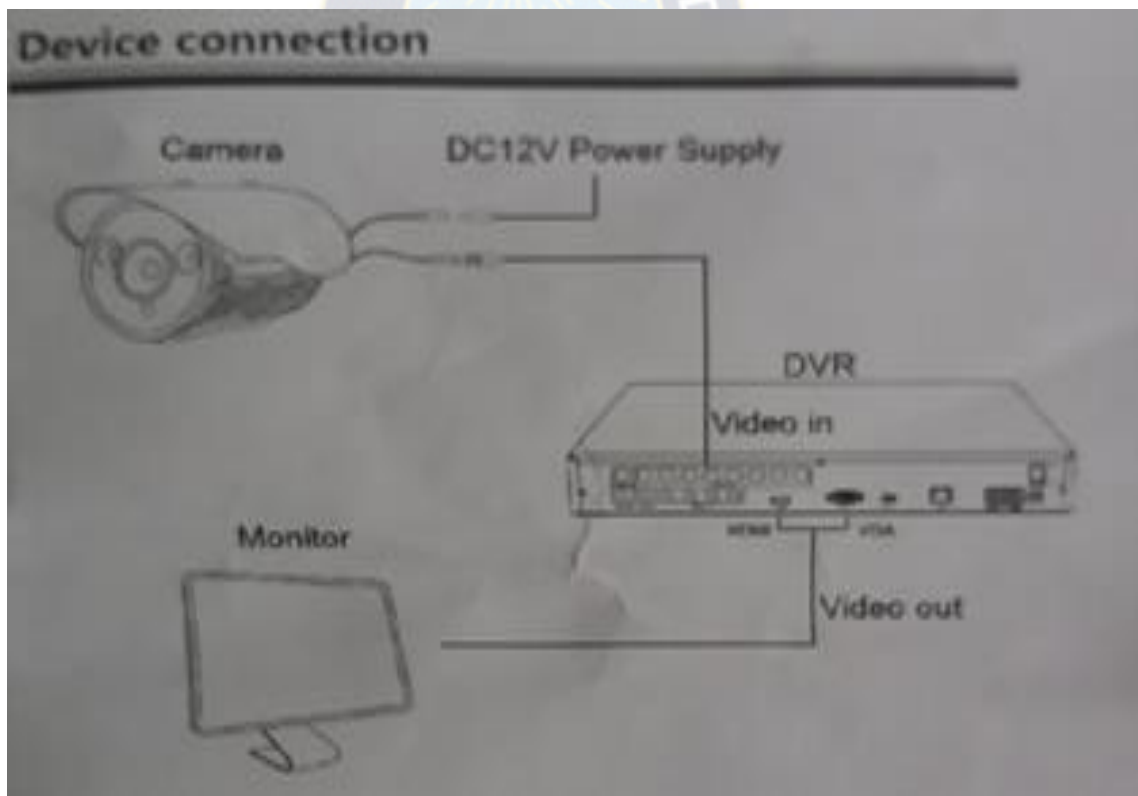 Device connection
Camera
DC12V Power Supply
DVR
Video in
HDMI
VGA
Monitor
Video out